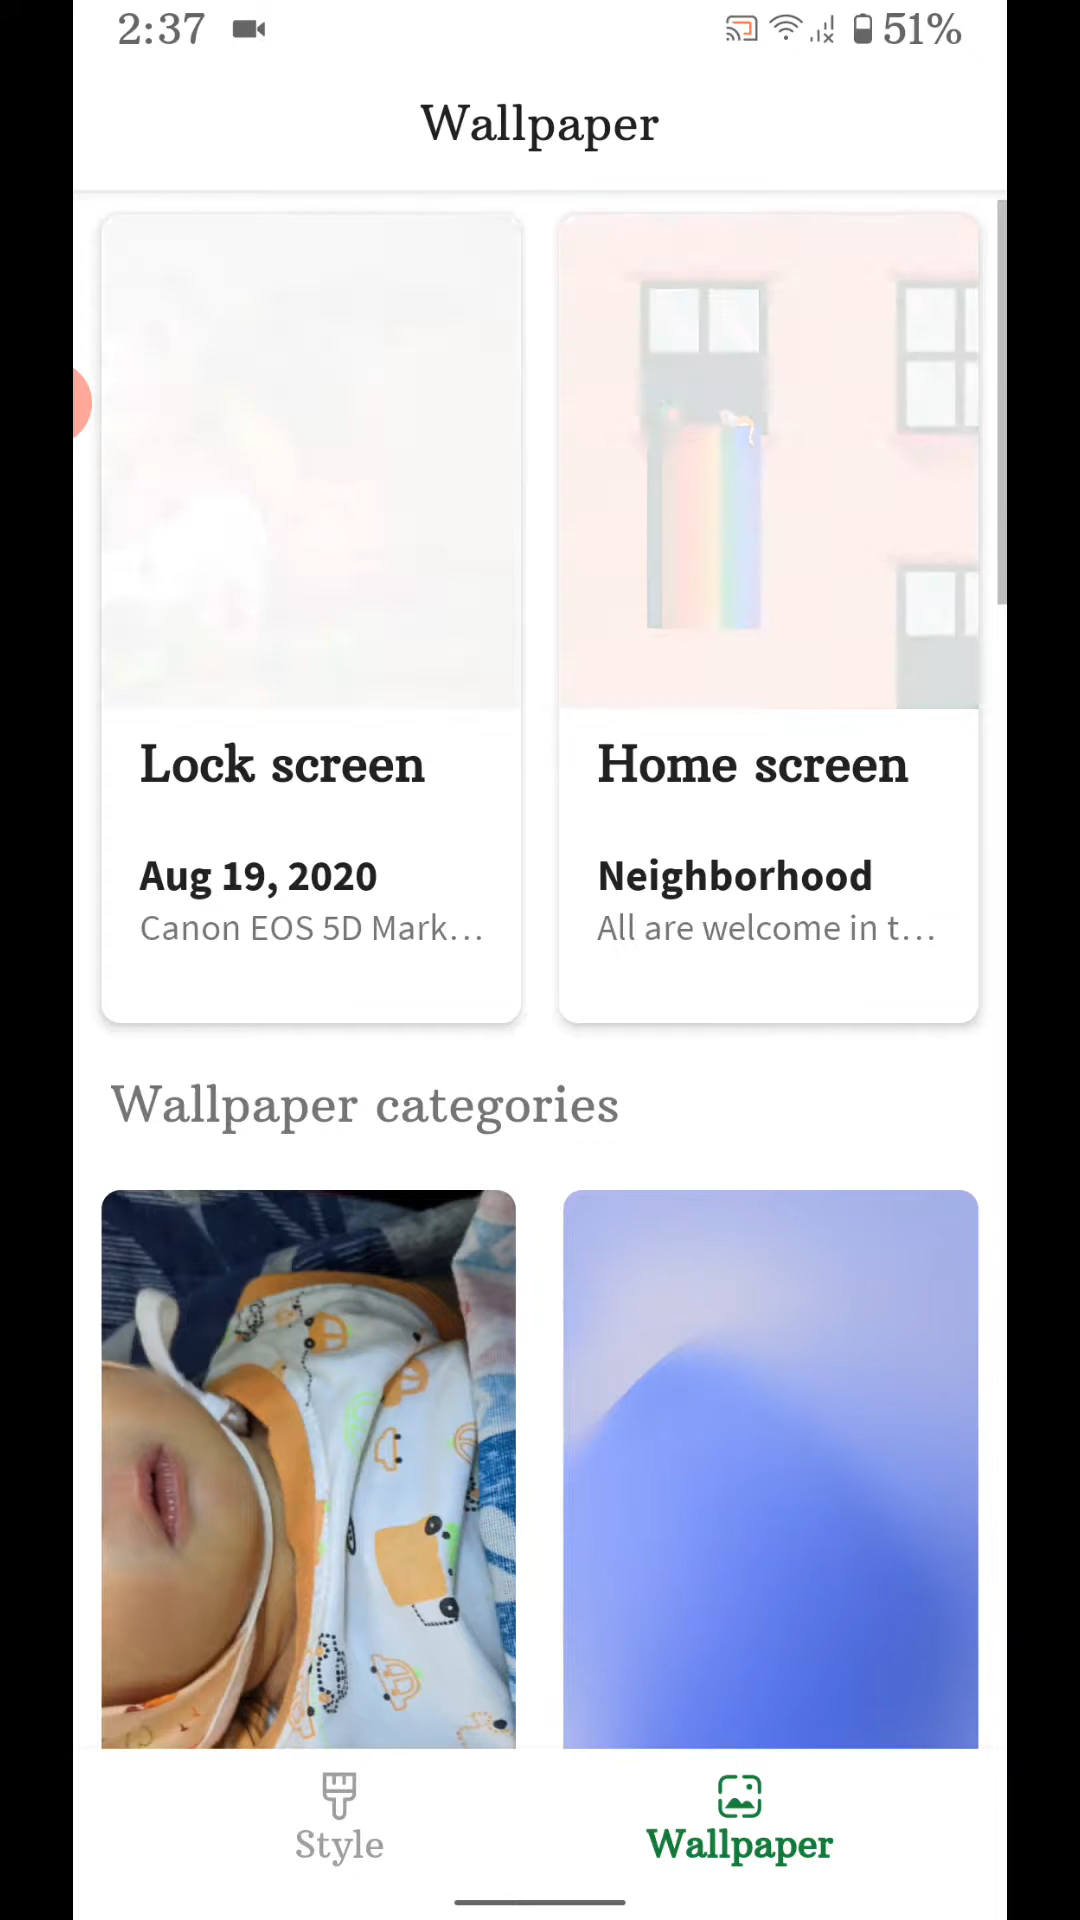 2:37
51%
Wallpaper
Lock screen
Home screen
Aug 19, 2020
Neighborhood
Canon EOS 5D Mark...
All are welcome in t...
Wallpaper categories
Style
Wallpaper